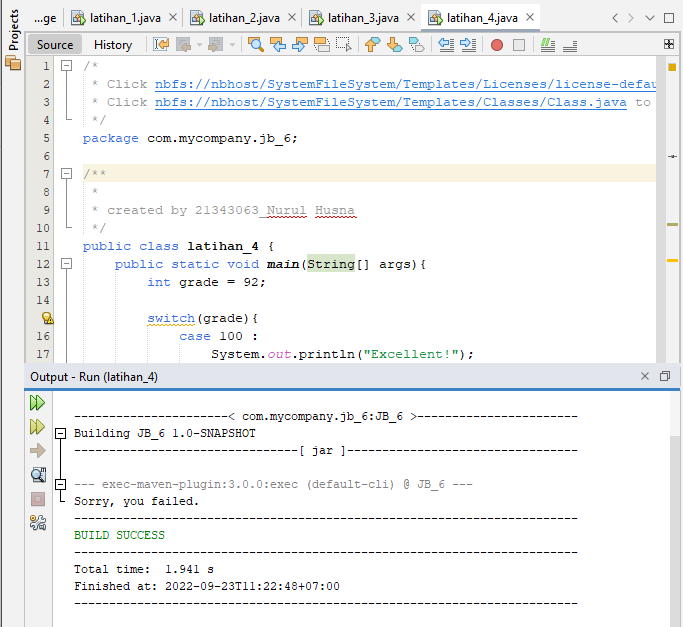 Projects
...ge latihan_1.java latihan_2.java latihan_3.java latihan_4.java
Source History
1 /*
2 * Click nbfs://nbhost/SystemFileSystem/Templates/Licenses/license-defau
3 * Click nbfs://nbhost/SystemFileSystem/Templates/Classes/Class.java to
4 */
5 package com.mycompany.jb_6;
6
7 /**
8 *
9 * created by 21343063_Nurul Husna
10 */
11 public class latihan_4 {
12 public static void main(String[] args){
13 int grade = 92;
14
switch(grade){
16 case 100 :
17 System.out.println("Excellent!");
Output - Run (latihan_4)
----------------------< com.mycompany.jb_6:JB_6 >-----------------------
Building JB_6 1.0-SNAPSHOT
--------------------------------[ jar ]---------------------------------
--- exec-maven-plugin:3.0.0:exec (default-cli) @ JB_6 ---
Sorry, you failed.
------------------------------------------------------------------------
BUILD SUCCESS
------------------------------------------------------------------------
Total time:  1.941 s
Finished at: 2022-09-23T11:22:48+07:00
------------------------------------------------------------------------